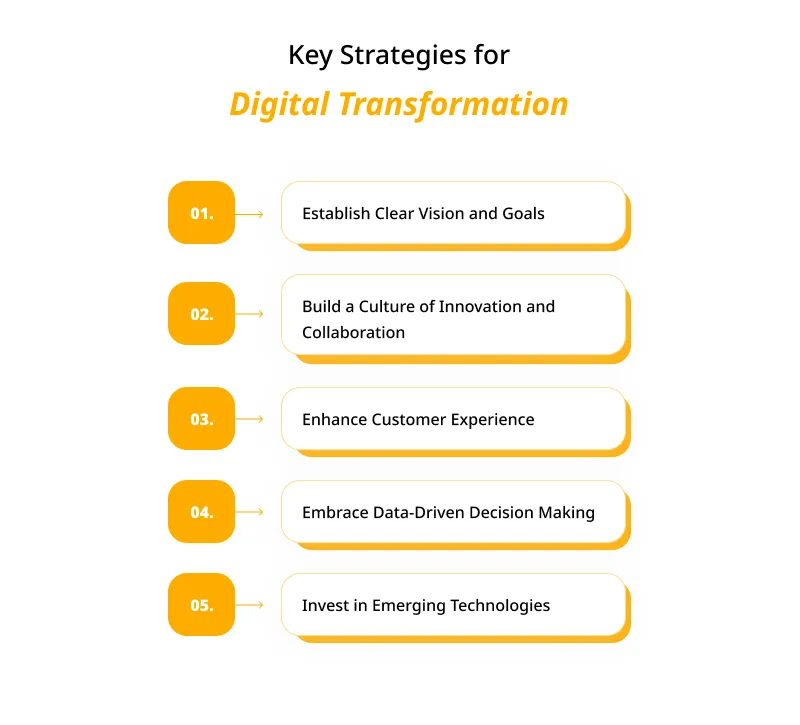 Key Strategies for
Digital Transformation
01.
Establish Clear Vision and Goals
02.
Build a Culture of Innovation and
Collaboration
03.
Enhance Customer Experience
04.
Embrace Data-Driven Decision Making
05.
Invest in Emerging Technologies